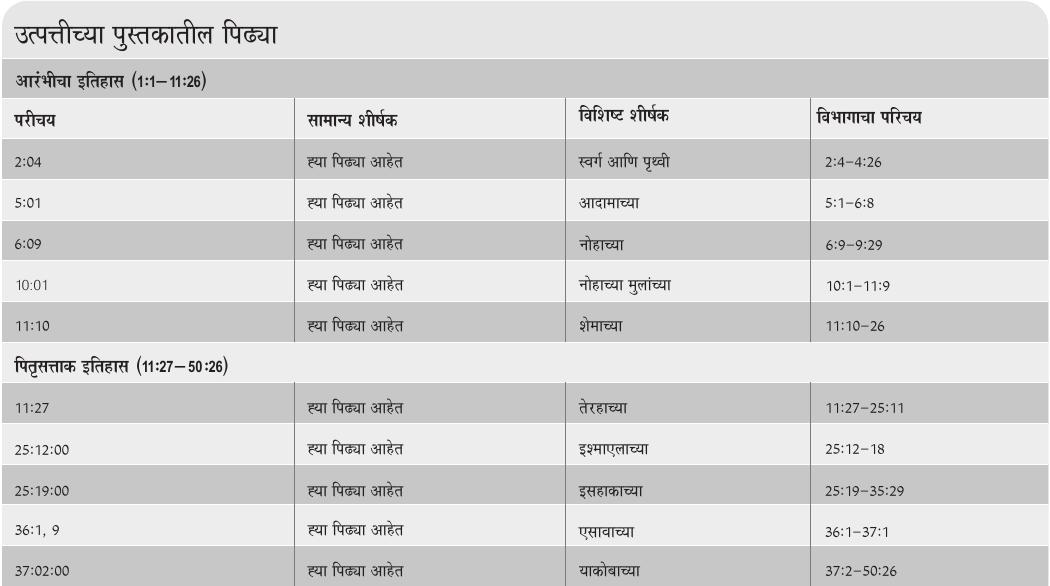 उत्पत्तीच्या पुस्तकातील पिढ्या
आरंभीचा इतिहास (1:1–11:26)
परीचय सामान्य शीर्षक विशिष्ट शीर्षक विभागाचा परिचय
2:04 ह्या पिढ्या आहेत स्वर्ग आणि पृथ्वी 2:4–4:26
5:01 ह्या पिढ्या आहेत आदामाच्या 5:1–6:8
6:09 ह्या पिढ्या आहेत नोहाच्या 6:9–9:29
10:01 ह्या पिढ्या आहेत नोहाच्या मुलांच्या 10:1–11:9
11:10 ह्या पिढ्या आहेत शेमाच्या 11:10–26
पितृसत्ताक इतिहास (11:27–50:26)
11:27 ह्या पिढ्या आहेत तेरहाच्या 11:27–25:11
25:12:00 ह्या पिढ्या आहेत इश्माएलाच्या 25:12–18
25:19:00 ह्या पिढ्या आहेत इसहाकाच्या 25:19–35:29
36:1, 9 ह्या पिढ्या आहेत एसावाच्या 36:1–37:1
37:02:00 ह्या पिढ्या आहेत याकोबाच्या 37:2–50:26